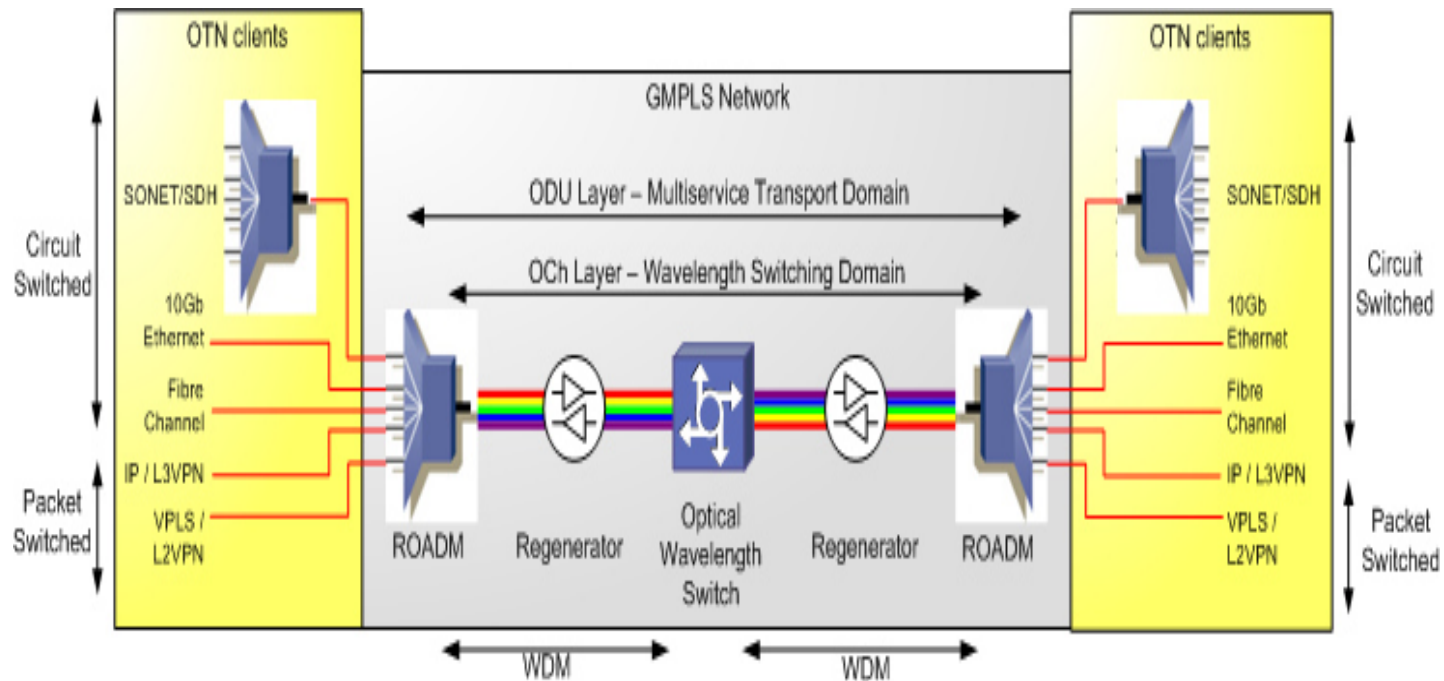 OTN clients
SONET/SDH
10Gb
Ethernet
Fibre
Channel
IP / L3VPN
VPLS /
L2VPN
Circuit
Switched
Packet
Switched
GMPLS Network
ODU Layer – Multiservice Transport Domain
OCh Layer – Wavelength Switching Domain
ROADM
Regenerator
Optical
Wavelength
Switch
Regenerator
ROADM
WDM
WDM
OTN clients
SONET/SDH
10Gb
Ethernet
Fibre
Channel
IP / L3VPN
VPLS /
L2VPN
Circuit
Switched
Packet
Switched